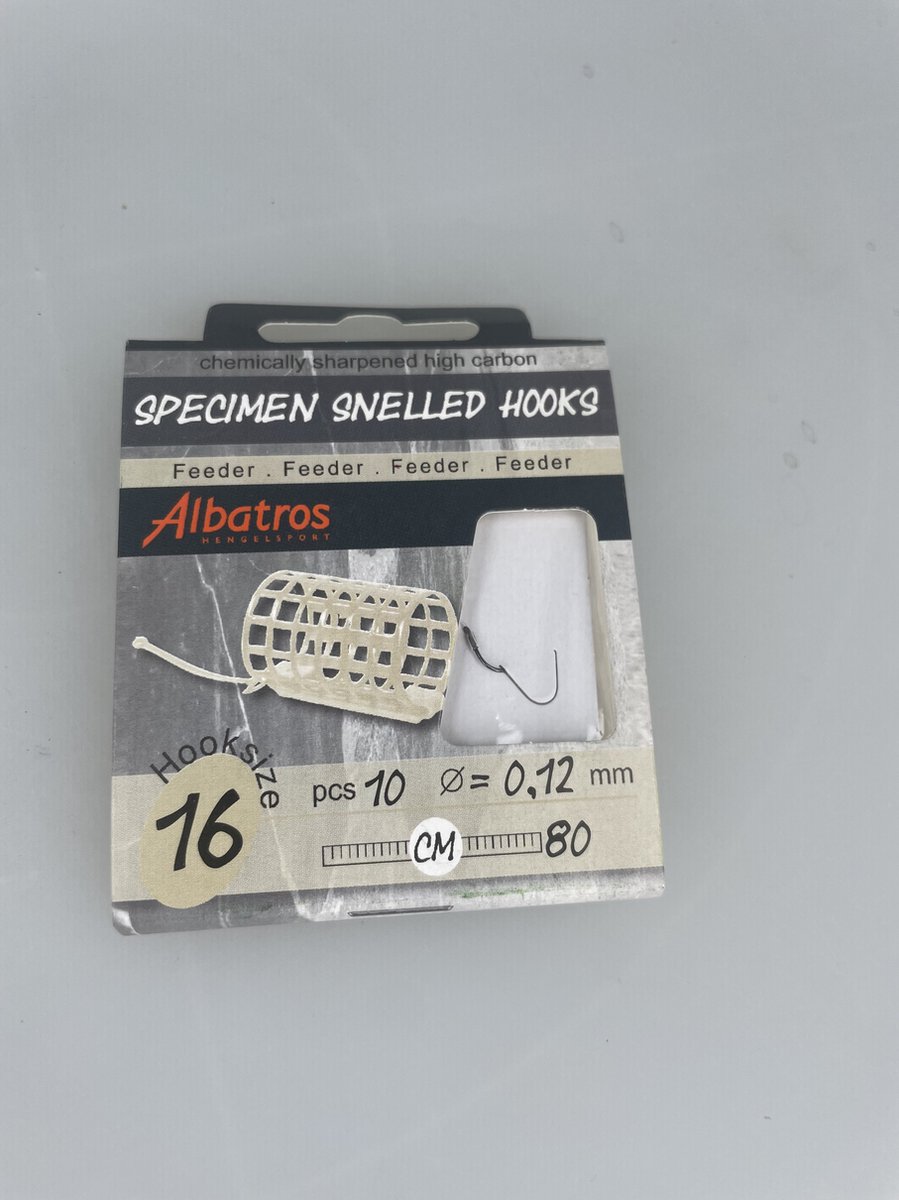 chemically sharpened high carbon
SPECIMEN SNELLED HOOKS
Feeder . Feeder . Feeder . Feeder
Albatros
HENGELSPORT
Hooksize
16
pcs 10 Ø= 0,12 mm
CM 80